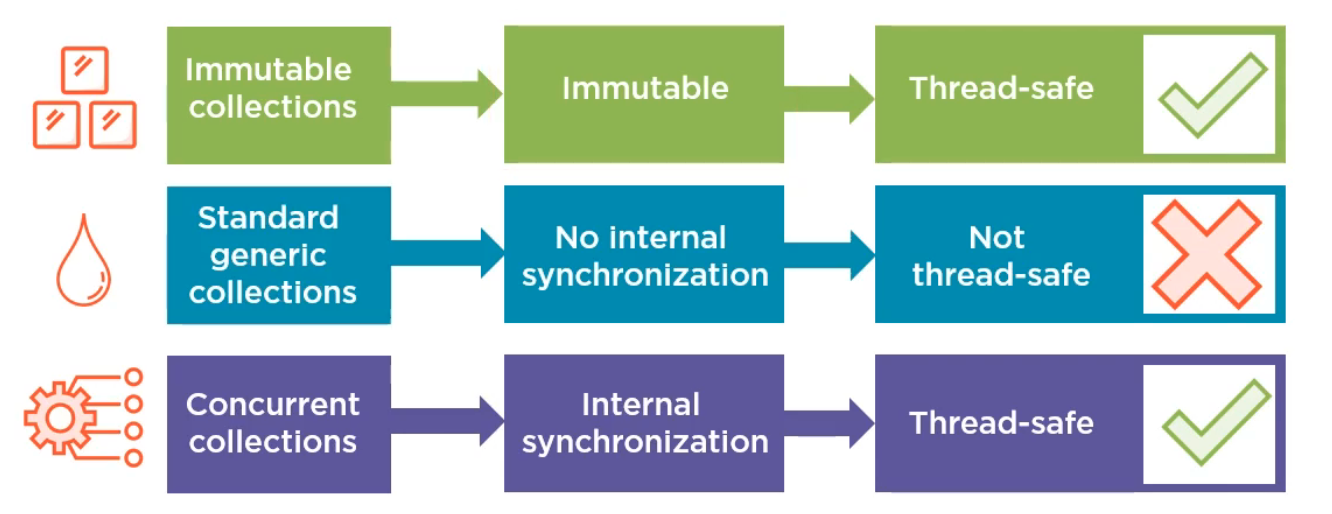 Immutable
collections
Immutable
Thread-safe
Standard
generic
collections
No internal
synchronization
Not
thread-safe
Concurrent
collections
Internal
synchronization
Thread-safe